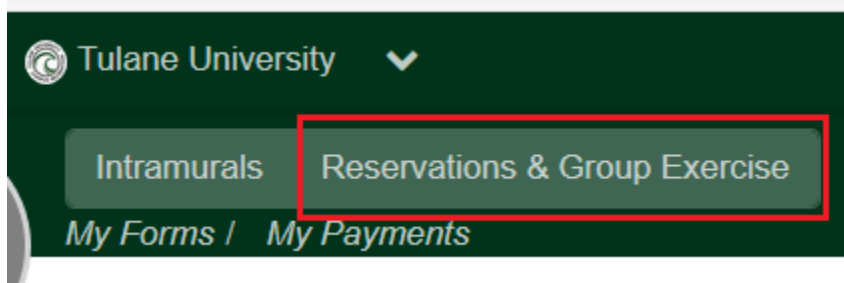 Tulane University
Intramurals Reservations & Group Exercise
My Forms / My Payments